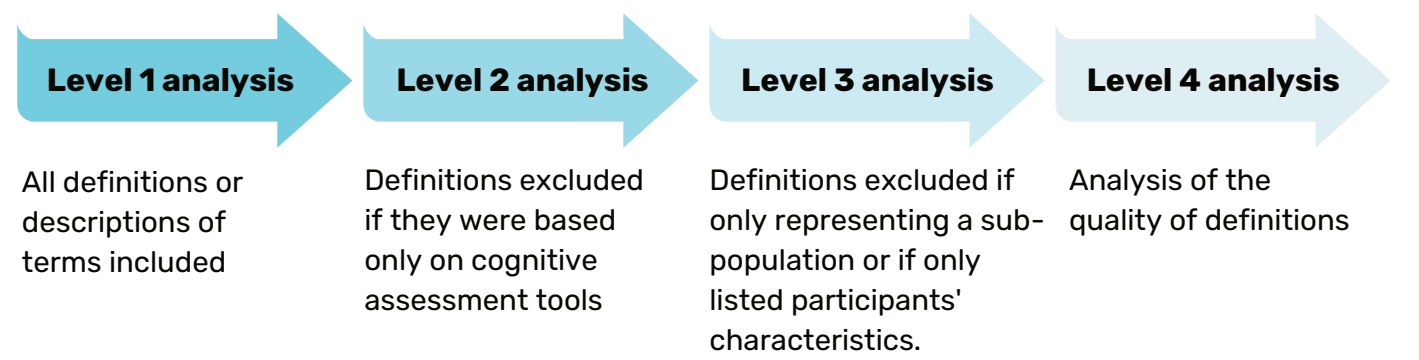 Level 1 analysis
All definitions or
descriptions of
terms included
Level 2 analysis
Definitions excluded
if they were based
only on cognitive
assessment tools
Level 3 analysis
Definitions excluded if
only representing a sub-
population or if only
listed participants'
characteristics.
Level 4 analysis
Analysis of the
quality of definitions